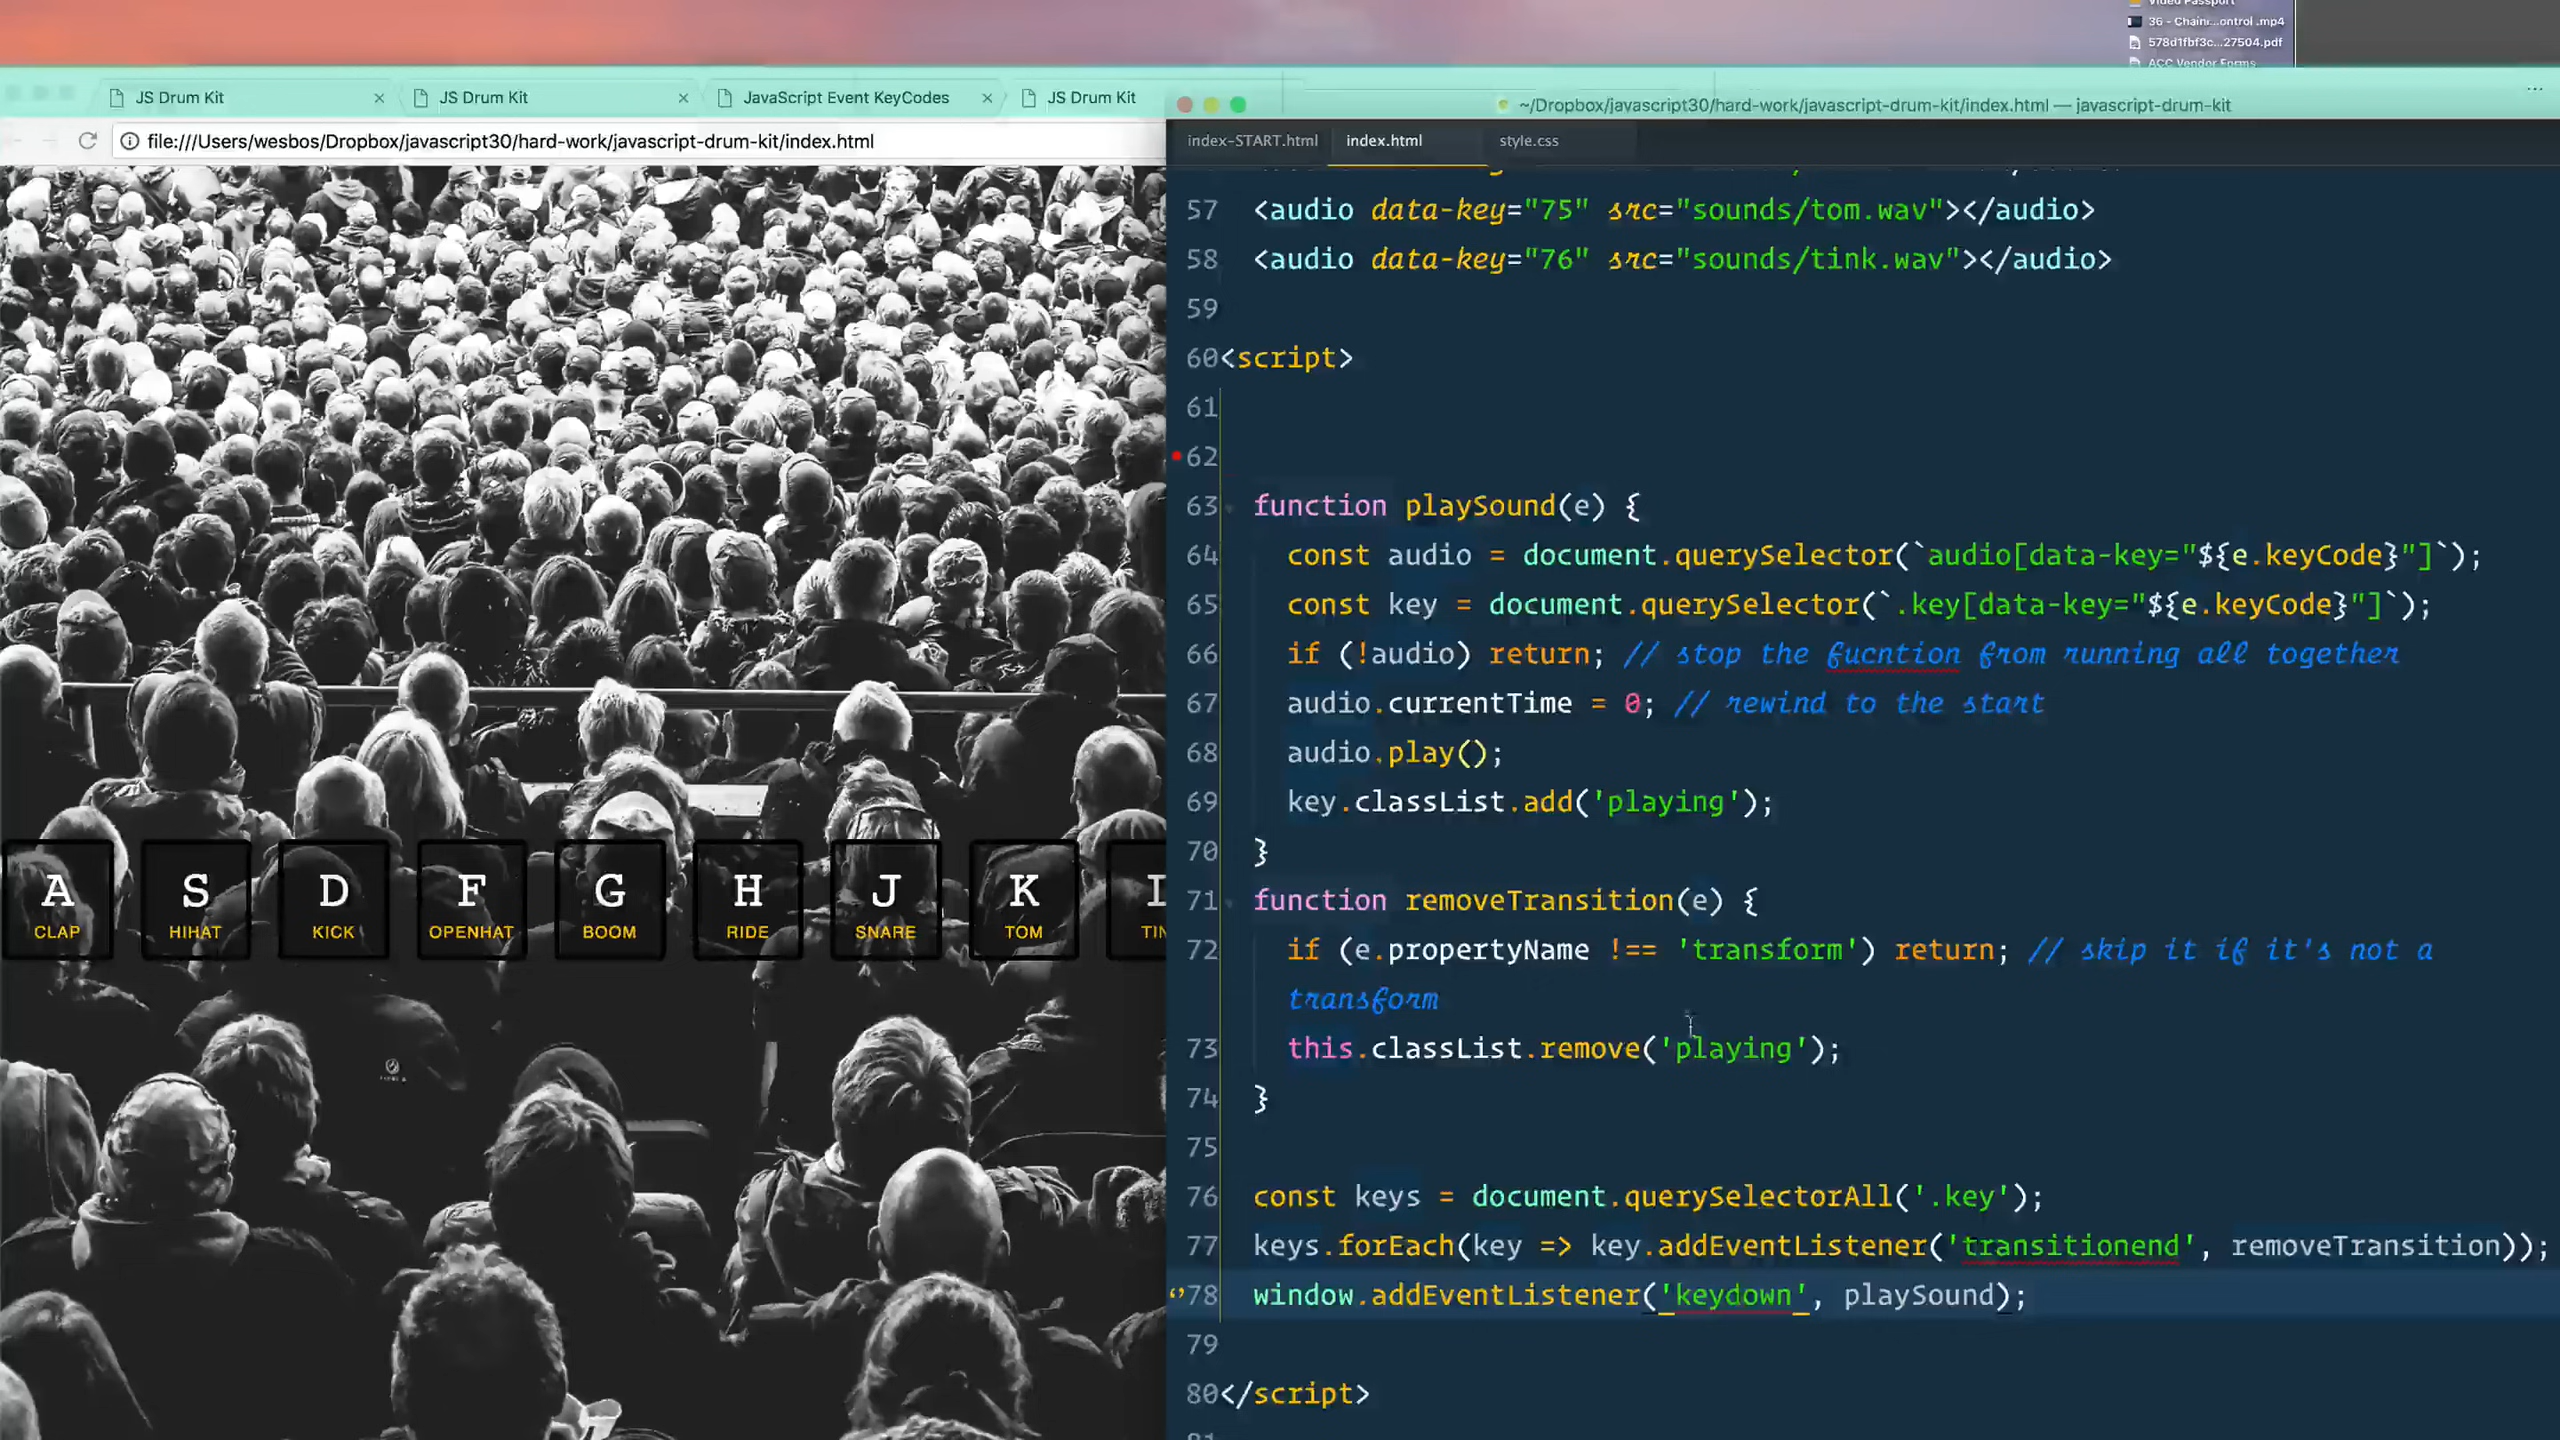 Video Passport
36 - Chaini...ontrol .mp4
578d1fbf3c...27504.pdf
ACC Vendor Forms
JS Drum Kit
JS Drum Kit
JavaScript Event KeyCodes
JS Drum Kit
~/Dropbox/javascript30/hard-work/javascript-drum-kit/index.html — javascript-drum-kit
file:///Users/wesbos/Dropbox/javascript30/hard-work/javascript-drum-kit/index.html
index-START.html
index.html
style.css
57 <audio data-key="75" src="sounds/tom.wav"></audio>
58 <audio data-key="76" src="sounds/tink.wav"></audio>
59
60 <script>
61
62
63 function playSound(e) {
64 const audio = document.querySelector(`audio[data-key="${e.keyCode}"]`);
65 const key = document.querySelector(`.key[data-key="${e.keyCode}"]`);
66 if (!audio) return; // stop the fucntion from running all together
67 audio.currentTime = 0; // rewind to the start
68 audio.play();
69 key.classList.add('playing');
70 }
71 function removeTransition(e) {
72 if (e.propertyName !== 'transform') return; // skip it if it's not a
transform
73 this.classList.remove('playing');
74 }
75
76 const keys = document.querySelectorAll('.key');
77 keys.forEach(key => key.addEventListener('transitionend', removeTransition));
78 window.addEventListener('keydown', playSound);
79
80 </script>
A S D F G H J K
CLAP HIHAT KICK OPENHAT BOOM RIDE SNARE TOM TIN